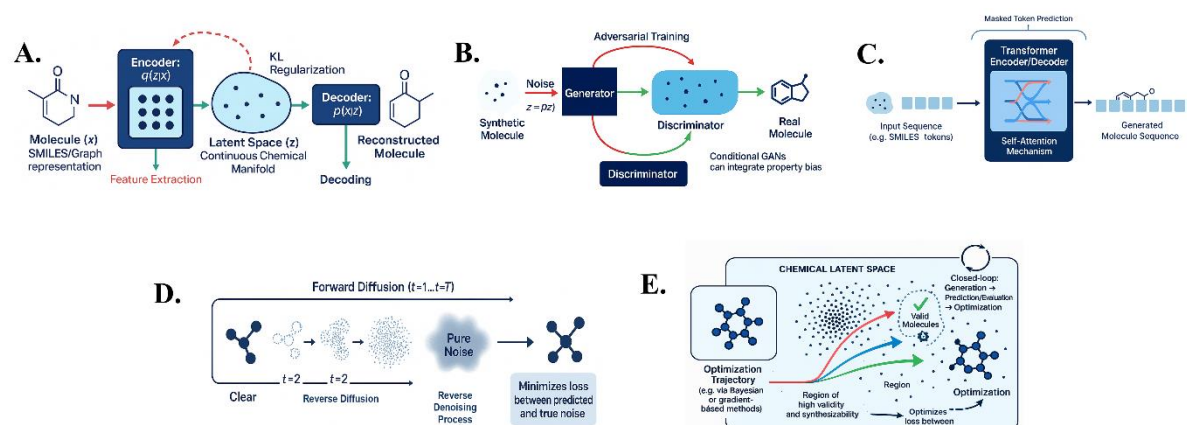 A.
Encoder:
q(z|x)
KL
Regularization
Decoder:
p(x|z)
Molecule (x)
SMILES/Graph
representation
Latent Space (z)
Continuous Chemical
Manifold
Reconstructed
Molecule
Feature Extraction
Decoding
B.
Adversarial Training
Noise
z = pz)
Generator
Synthetic
Molecule
Discriminator
Real
Molecule
Discriminator
Conditional GANs
can integrate property bias
C.
Masked Token Prediction
Transformer
Encoder/Decoder
Input Sequence
(e.g. SMILES tokens)
Self-Attention
Mechanism
Generated
Molecule Sequence
D.
Forward Diffusion (t=1...t=T)
Pure
Noise
t=2
t=2
Clear
Reverse Diffusion
Reverse
Denoising
Process
Minimizes loss
between predicted
and true noise
E.
CHEMICAL LATENT SPACE
Closed-loop:
Generation →
Prediction/Evaluation
→ Optimization
Valid
Molecules
Optimization
Trajectory
(e.g. via Bayesian
or gradient-
based methods)
Region of
high validity
and synthesizability
Region
Optimization
Optimizes
loss between